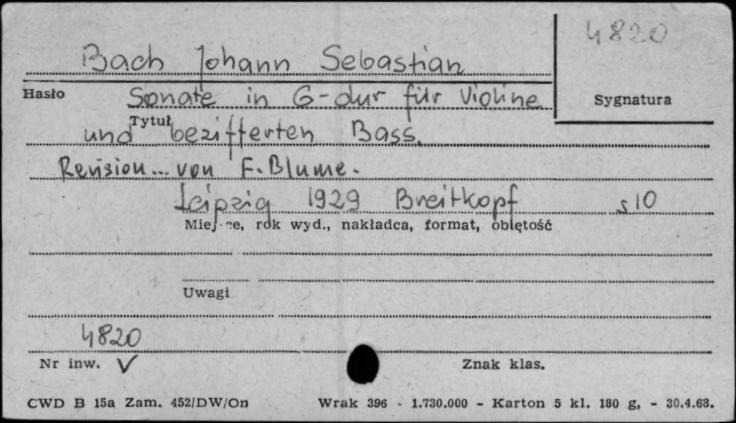 4820
Bach Johann Sebastian
Hasło Sonate in G-dur für Violine Sygnatura
Tytuł
und bezifferten Bass.
Revision... von F. Blume.
Leipzig 1929 Breitkopf s 10
Miejsce, rok wyd., nakładca, format, objętość
Uwagi
4820
Nr inw. √ Znak klas.
CWD B 15a Zam. 452/DW/On Wrak 396 - 1.730.000 - Karton 5 kl. 180 g, - 30.4.68.